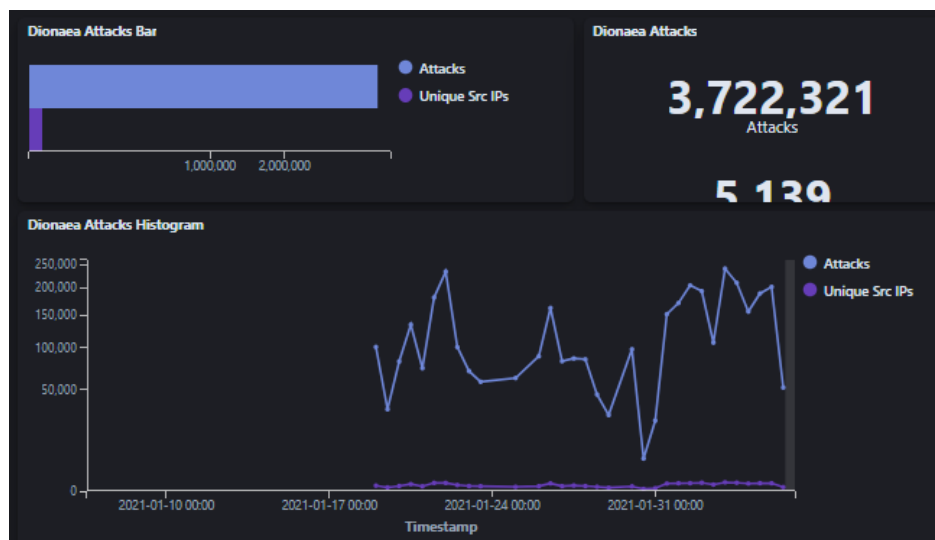 Dionaea Attacks Bar
Attacks
Unique Src IPs
1,000,000 2,000,000
Dionaea Attacks
3,722,321
Attacks
5,139
Dionaea Attacks Histogram
250,000
200,000
150,000
100,000
50,000
0
2021-01-10 00:00 2021-01-17 00:00 2021-01-24 00:00 2021-01-31 00:00
Timestamp
Attacks
Unique Src IPs